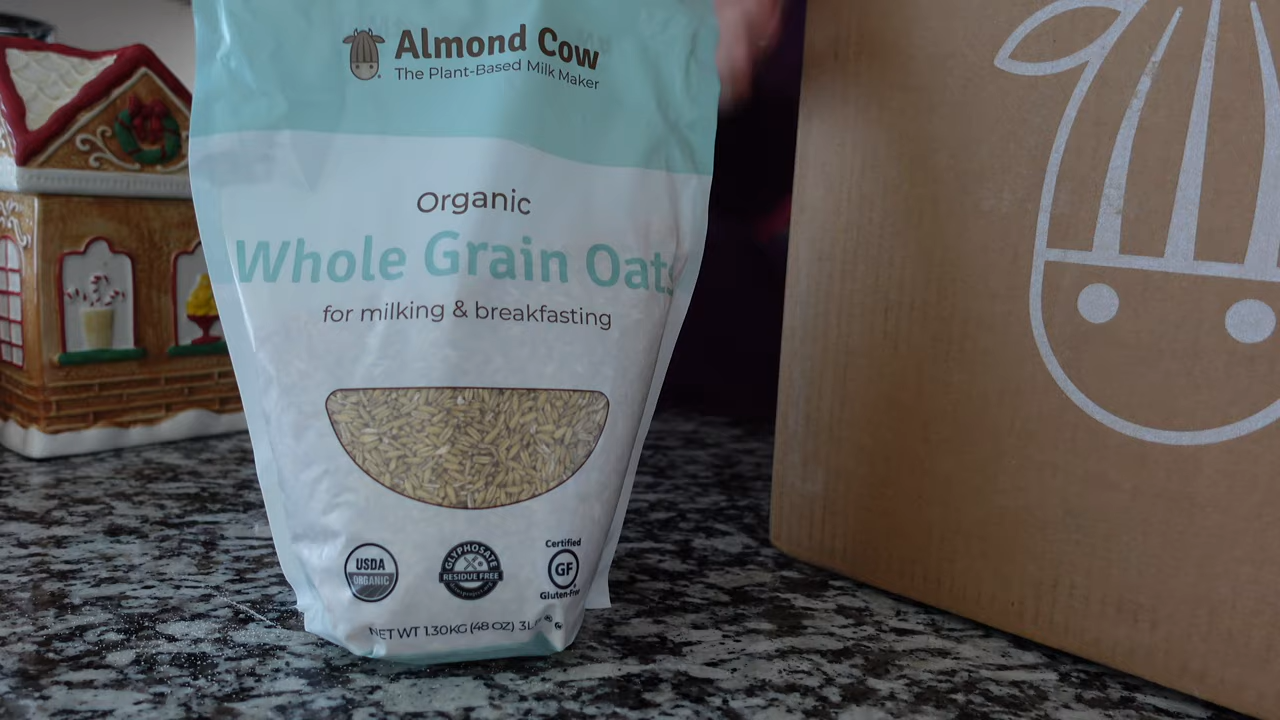 Almond Cow
The Plant-Based Milk Maker
Organic
Whole Grain Oats
for milking & breakfasting
USDA
ORGANIC
GLYPHOSATE
RESIDUE FREE
Certified
GF
Gluten-Free
NET WT 1.30KG (48 OZ)